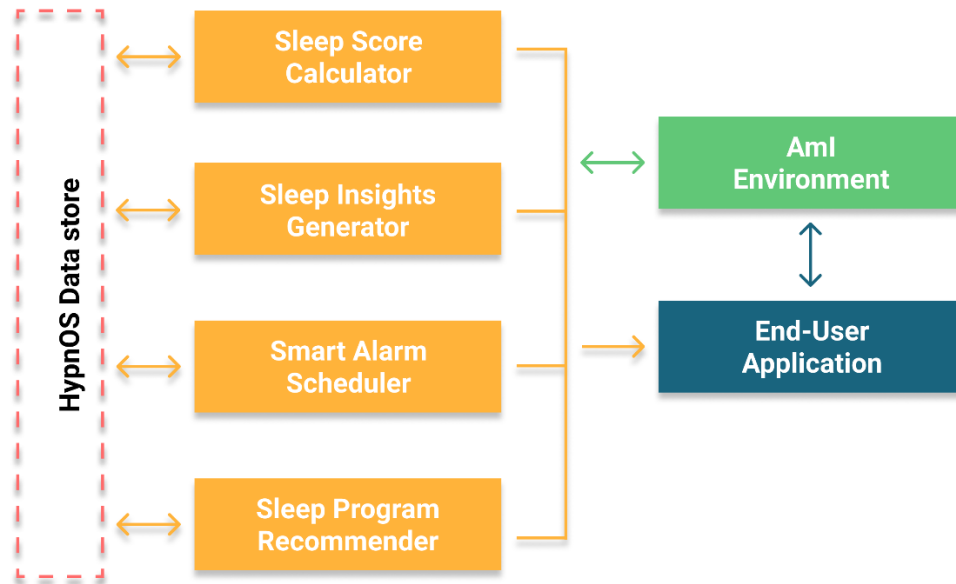 HypnOS Data store
Sleep Score
Calculator
Sleep Insights
Generator
Smart Alarm
Scheduler
Sleep Program
Recommender
AmI
Environment
End-User
Application